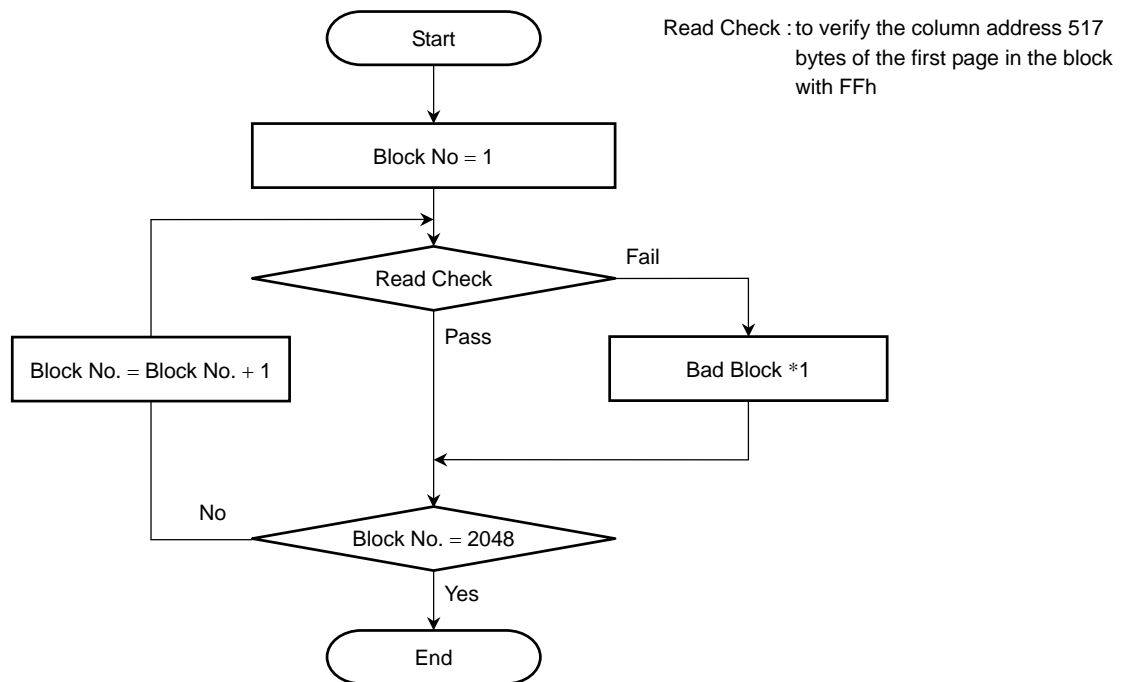 Start
Read Check : to verify the column address 517
bytes of the first page in the block
with FFh
Block No = 1
Read Check
Fail
Pass
Block No. = Block No. + 1
Bad Block *1
No
Block No. = 2048
Yes
End